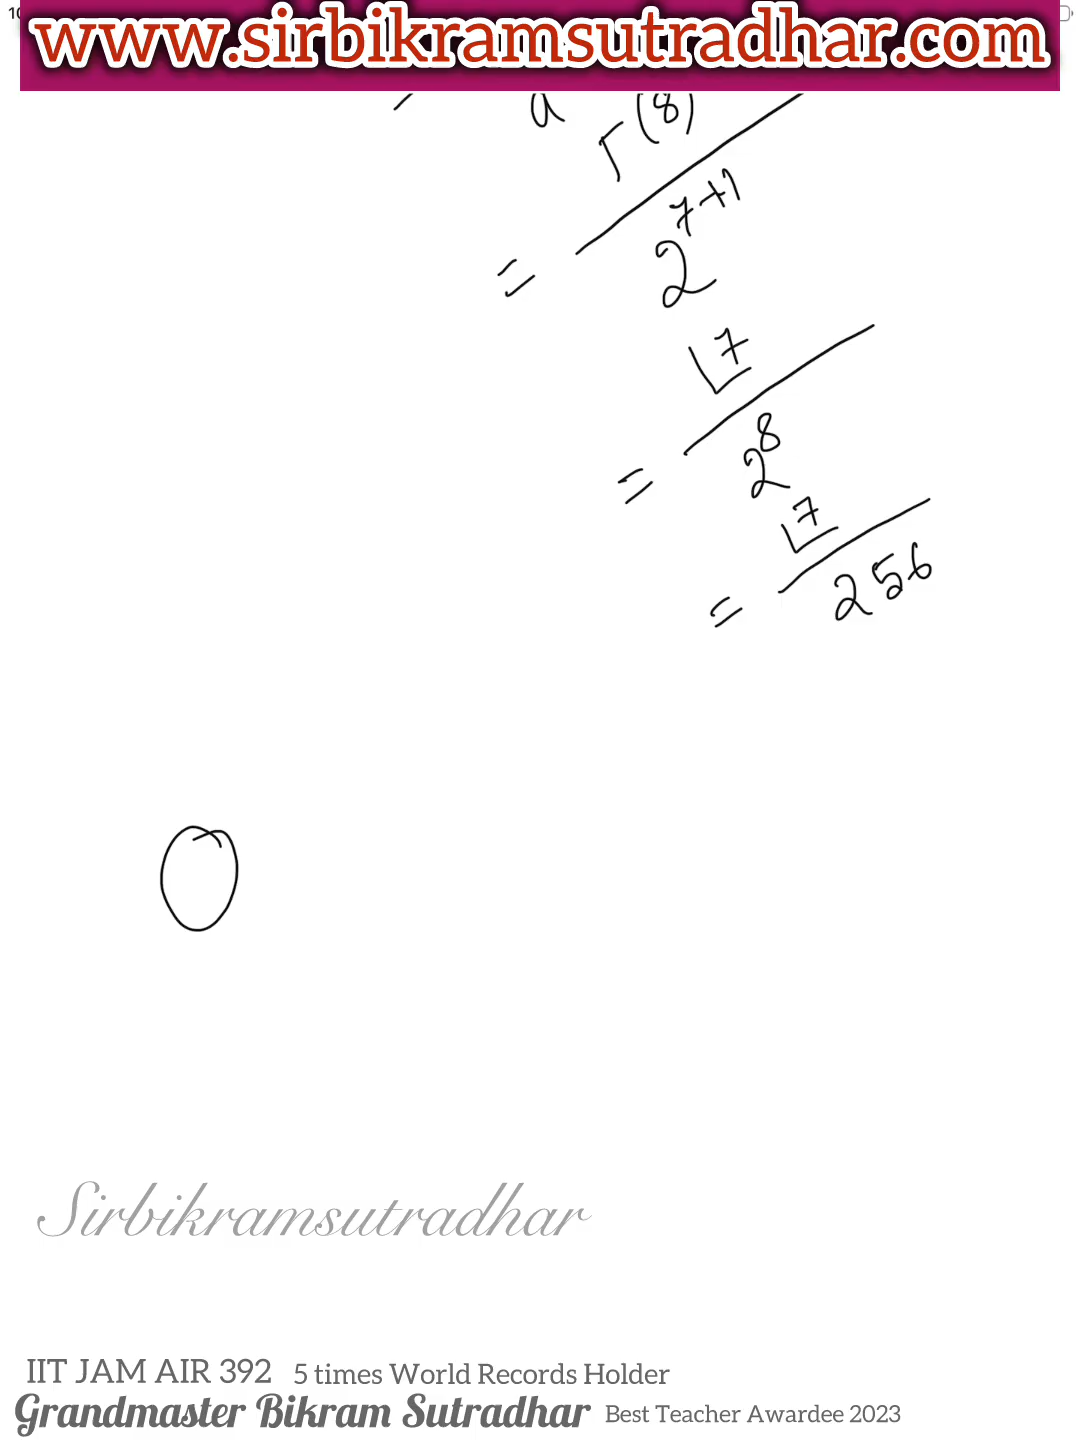 www.sirbikramsutradhar.com
a
Γ(8)
= 2^{7+1}
⌊7
= 2^8
⌊7
= 256
Sirbikramsutradhar
IIT JAM AIR 392 5 times World Records Holder
Grandmaster Bikram Sutradhar Best Teacher Awardee 2023